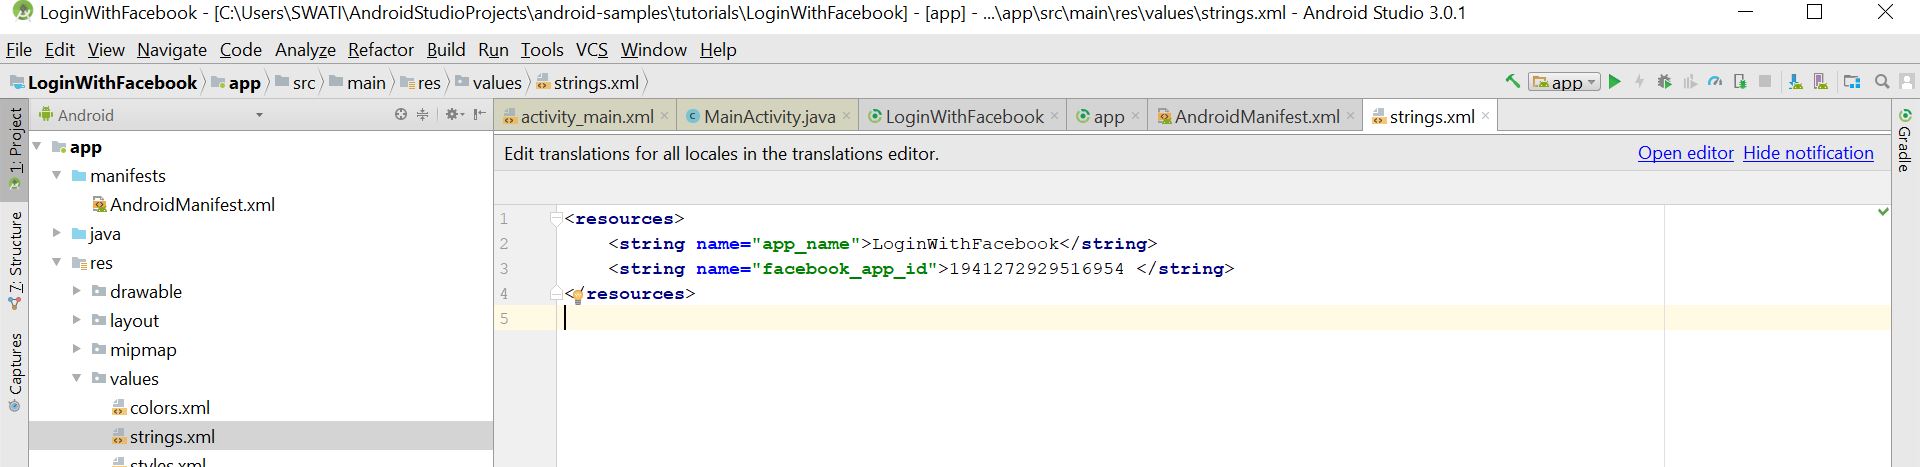 LoginWithFacebook - [C:\Users\SWATI\AndroidStudioProjects\android-samples\tutorials\LoginWithFacebook] - [app] - ...\app\src\main\res\values\strings.xml - Android Studio 3.0.1
File Edit View Navigate Code Analyze Refactor Build Run Tools VCS Window Help
LoginWithFacebook app src main res values strings.xml app
Android
activity_main.xml MainActivity.java LoginWithFacebook app AndroidManifest.xml strings.xml
1: Project
7: Structure
Captures
app
manifests
AndroidManifest.xml
java
res
drawable
layout
mipmap
values
colors.xml
strings.xml
styles.xml
Edit translations for all locales in the translations editor. Open editor Hide notification
1 <resources>
2 <string name="app_name">LoginWithFacebook</string>
3 <string name="facebook_app_id">1941272929516954 </string>
4 </resources>
5
Gradle